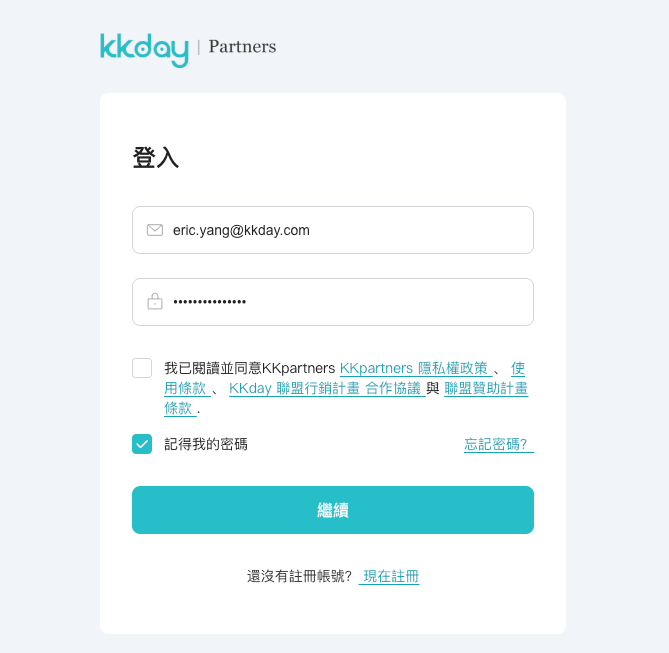 kkday | Partners
登入
eric.yang@kkday.com
•••••••••••••••
我已閱讀並同意KKpartners KKpartners 隱私權政策 、 使
用條款 、 KKday 聯盟行銷計畫 合作協議 與 聯盟贊助計畫
條款 .
記得我的密碼 忘記密碼?
繼續
還沒有註冊帳號? 現在註冊